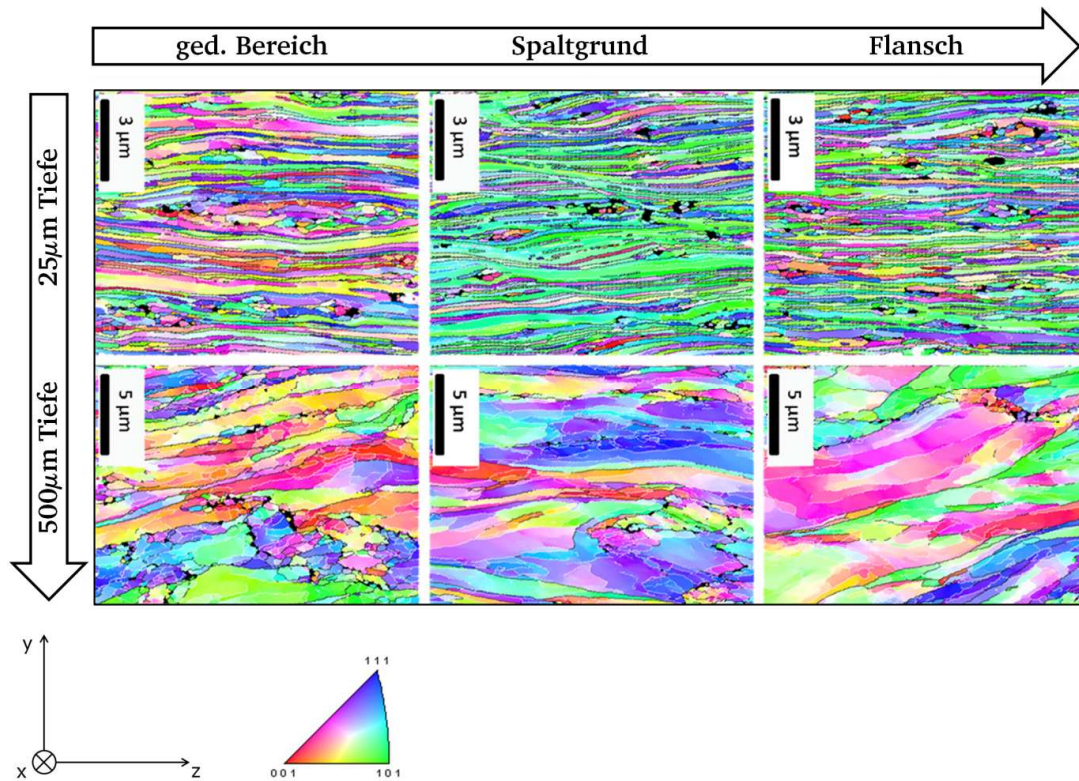 ged. Bereich Spaltgrund Flansch
25μm Tiefe
3 μm 3 μm 3 μm
500μm Tiefe
5 μm 5 μm 5 μm
y
x z
111
001 101